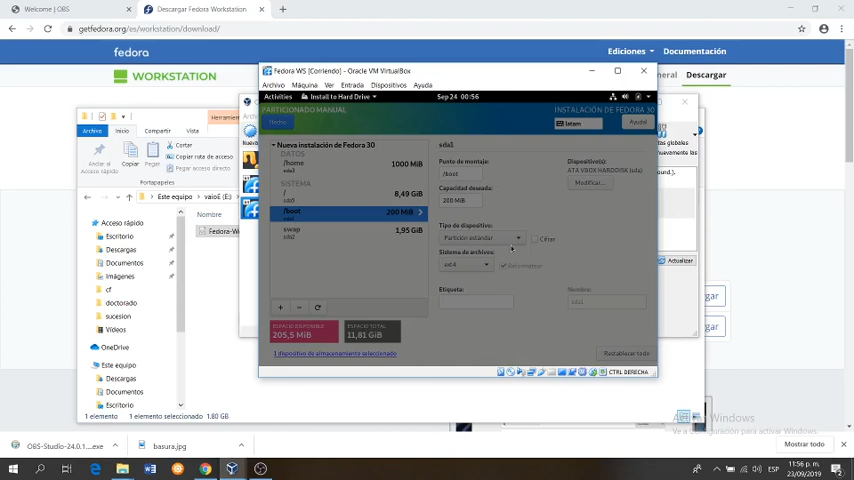 Welcome | OBS
Descargar Fedora Workstation
getfedora.org/es/workstation/download/
fedora
Ediciones
Documentación
WORKSTATION
Descargar
Fedora WS [Corriendo] - Oracle VM VirtualBox
Archivo Máquina Ver Entrada Dispositivos Ayuda
Activities Install to Hard Drive Sep 24 00:56
PARTICIONADO MANUAL
INSTALACIÓN DE FEDORA 30
Hecho
latam
Ayuda
Nueva instalación de Fedora 30
DATOS
/home 1000 MiB
SISTEMA
/ 8,49 GiB
/boot 200 MiB
sda1
swap 1,95 GiB
sda2
sda1
Punto de montaje:
/boot
Capacidad deseada:
200 MiB
Dispositivo(s):
ATA VBOX HARDDISK (sda)
Modificar...
Tipo de dispositivo:
Partición estándar
Cifrar
Sistema de archivos:
ext4
Reformatear
Etiqueta:
Nombre:
sda1
ESPACIO DISPONIBLE
205,5 MiB
ESPACIO TOTAL
11,81 GiB
1 dispositivo de almacenamiento seleccionado
Restablecer todo
CTRL DERECHA
Archivo Inicio Compartir Vista
Anclar al
Acceso rápido
Copiar
Pegar
Cortar
Copiar ruta de acceso
Pegar acceso directo
Portapapeles
Este equipo
Nombre
Acceso rápido
Escritorio
Descargas
Documentos
Imágenes
cf
doctorado
sucesion
Vídeos
OneDrive
Este equipo
Descargas
Documentos
Escritorio
1 elemento
1 elemento seleccionado 1.80 GB
Actualizar
Activar Windows
Ve a Configuración para activar Windows.
OBS-Studio-24.0.1....exe
basura.jpg
Mostrar todo
ESP
11:56 p. m.
23/09/2019